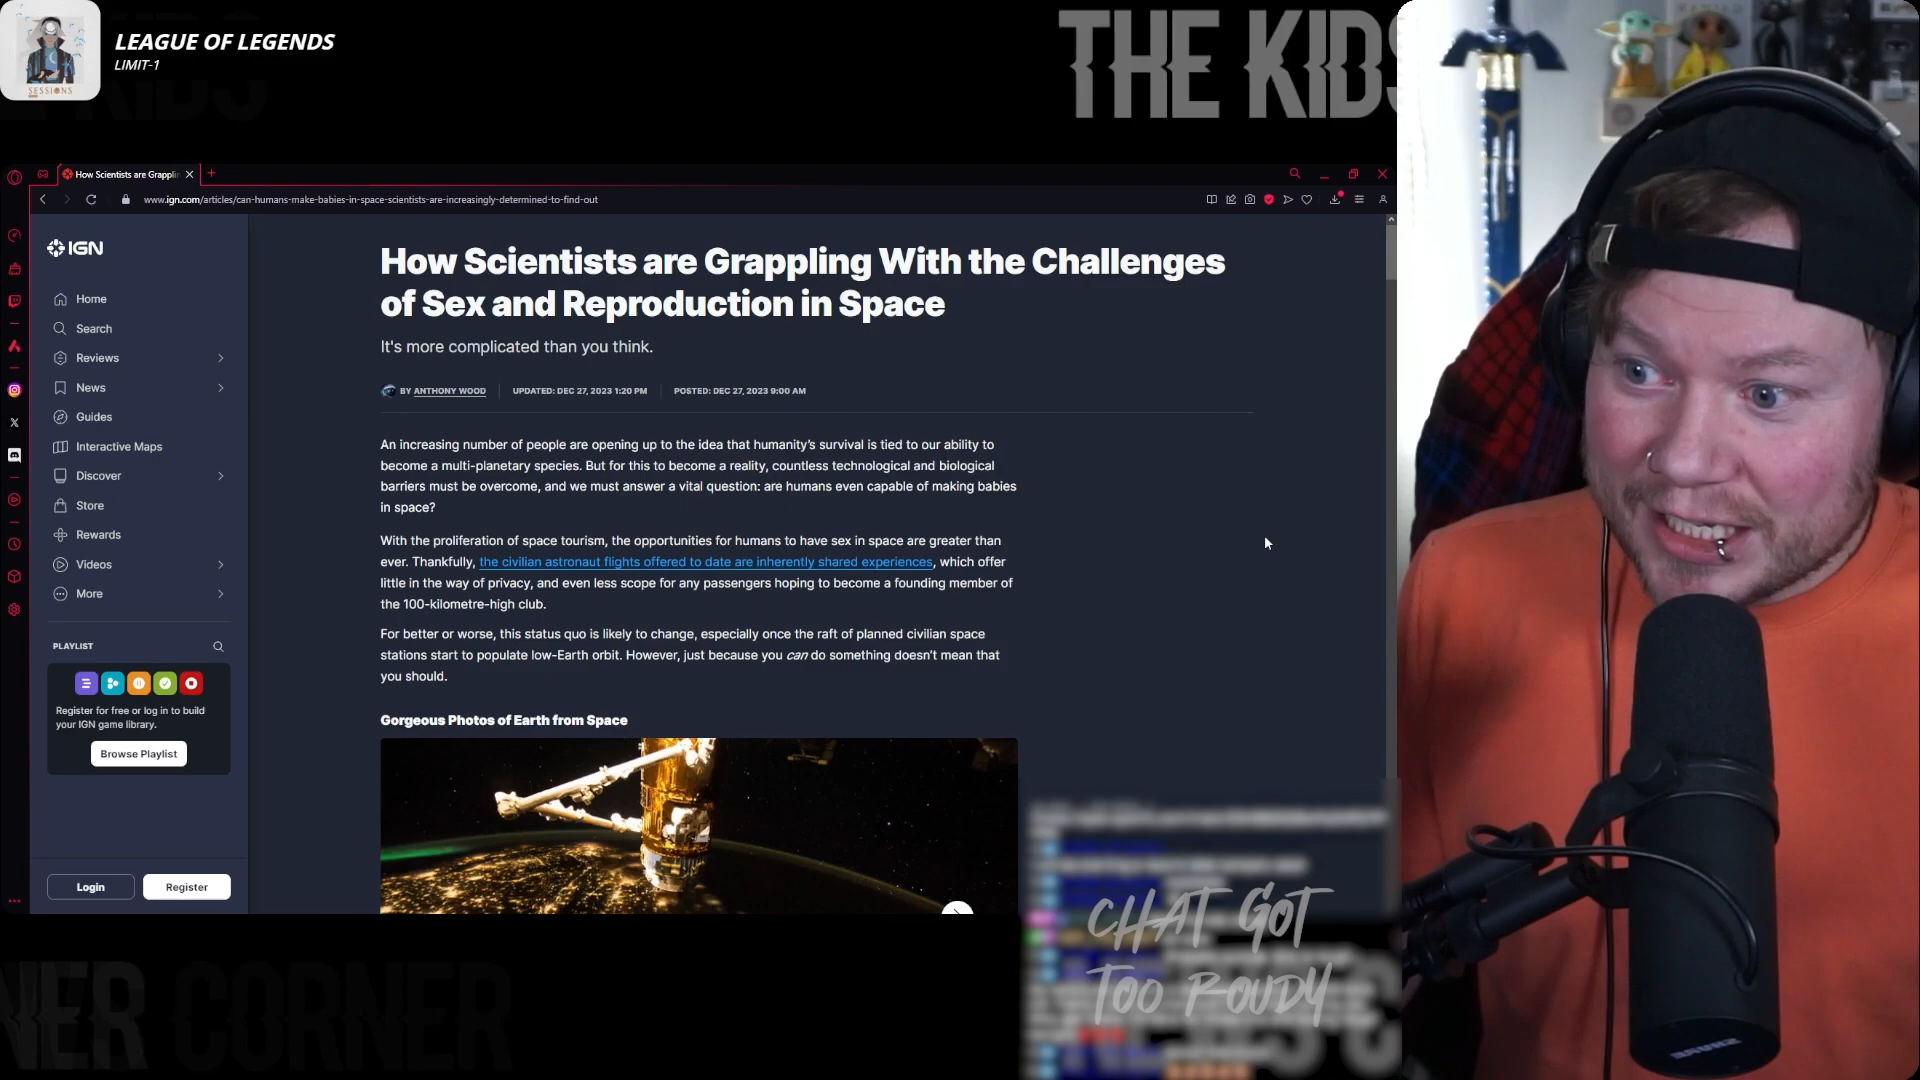 LEAGUE OF LEGENDS
LIMIT-1
SESSIONS
THE KIDS
How Scientists are Grapplin
www.ign.com/articles/can-humans-make-babies-in-space-scientists-are-increasingly-determined-to-find-out
IGN
Home
Search
Reviews
News
Guides
Interactive Maps
Discover
Store
Rewards
Videos
More
PLAYLIST
Register for free or log in to build
your IGN game library.
Browse Playlist
Login
Register
How Scientists are Grappling With the Challenges
of Sex and Reproduction in Space
It's more complicated than you think.
BY ANTHONY WOOD
UPDATED: DEC 27, 2023 1:20 PM
POSTED: DEC 27, 2023 9:00 AM
An increasing number of people are opening up to the idea that humanity's survival is tied to our ability to
become a multi-planetary species. But for this to become a reality, countless technological and biological
barriers must be overcome, and we must answer a vital question: are humans even capable of making babies
in space?
With the proliferation of space tourism, the opportunities for humans to have sex in space are greater than
ever. Thankfully, the civilian astronaut flights offered to date are inherently shared experiences, which offer
little in the way of privacy, and even less scope for any passengers hoping to become a founding member of
the 100-kilometre-high club.
For better or worse, this status quo is likely to change, especially once the raft of planned civilian space
stations start to populate low-Earth orbit. However, just because you can do something doesn't mean that
you should.
Gorgeous Photos of Earth from Space
CHAT GOT
TOO ROUDY
NER CORNER